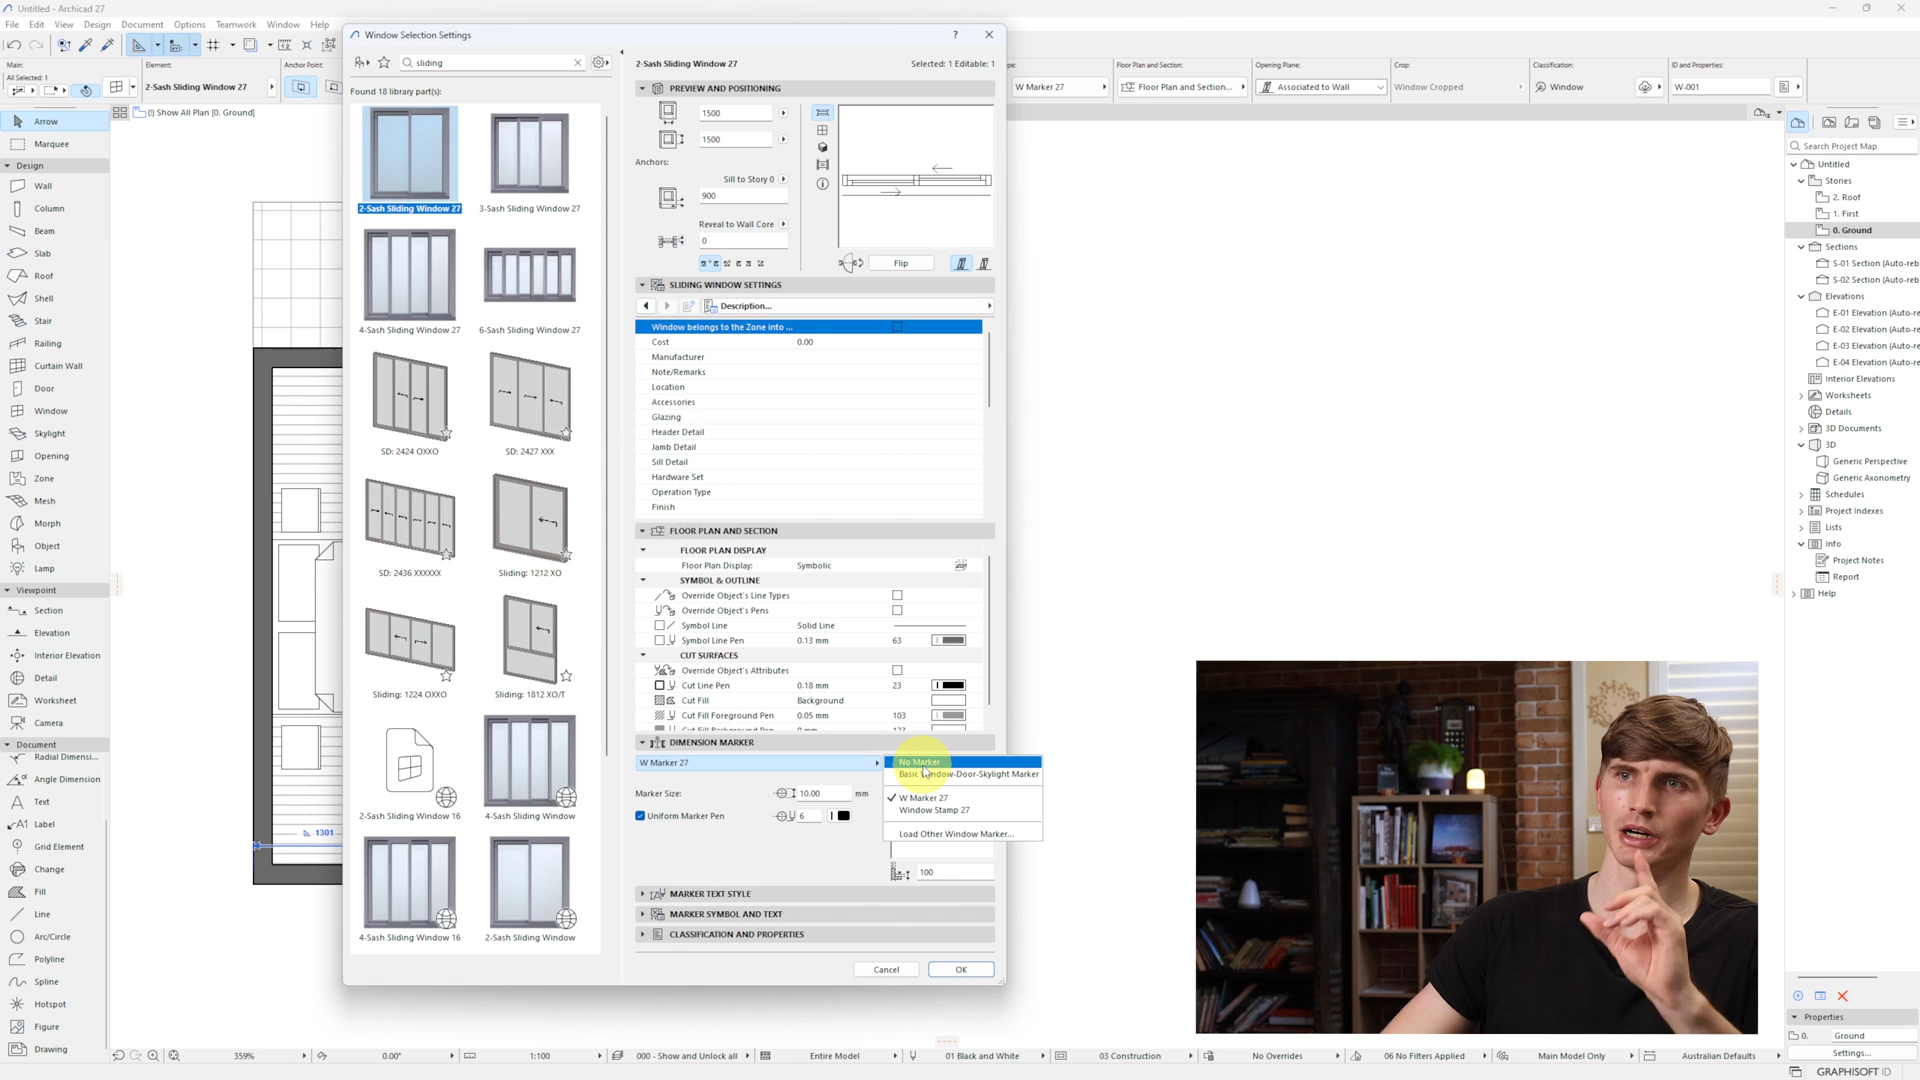 Untitled - Archicad 27
File Edit View Design Document Options Teamwork Window Help
Main:
All Selected: 1
Element:
2-Sash Sliding Window 27
Anchor Point:
W Marker 27
Floor Plan and Section:
Floor Plan and Section...
Opening Plane:
Associated to Wall
Crop:
Window Cropped
Classification:
Window
ID and Properties:
W-001
(!) Show All Plan [0. Ground]
Arrow
Marquee
Design
Wall
Column
Beam
Slab
Roof
Shell
Stair
Railing
Curtain Wall
Door
Window
Skylight
Opening
Zone
Mesh
Morph
Object
Lamp
Viewpoint
Section
Elevation
Interior Elevation
Detail
Worksheet
Camera
Document
Radial Dimensi...
Angle Dimension
Text
Label
Grid Element
Change
Fill
Line
Arc/Circle
Polyline
Spline
Hotspot
Figure
Drawing
1301
Window Selection Settings
sliding
Found 18 library part(s):
2-Sash Sliding Window 27
3-Sash Sliding Window 27
4-Sash Sliding Window 27
6-Sash Sliding Window 27
SD: 2424 OXXO
SD: 2427 XXX
SD: 2436 XXXXXX
Sliding: 1212 XO
Sliding: 1224 OXXO
Sliding: 1812 XO/T
2-Sash Sliding Window 16
4-Sash Sliding Window
4-Sash Sliding Window 16
2-Sash Sliding Window
2-Sash Sliding Window 27
Selected: 1 Editable: 1
PREVIEW AND POSITIONING
1500
1500
Anchors:
Sill to Story 0
900
Reveal to Wall Core
0
Flip
SLIDING WINDOW SETTINGS
Description...
Window belongs to the Zone into ...
Cost 0.00
Manufacturer
Note/Remarks
Location
Accessories
Glazing
Header Detail
Jamb Detail
Sill Detail
Hardware Set
Operation Type
Finish
FLOOR PLAN AND SECTION
FLOOR PLAN DISPLAY
Floor Plan Display: Symbolic
SYMBOL & OUTLINE
Override Object's Line Types
Override Object's Pens
Symbol Line Solid Line
Symbol Line Pen 0.13 mm 63
CUT SURFACES
Override Object's Attributes
Cut Line Pen 0.18 mm 23
Cut Fill Background
Cut Fill Foreground Pen 0.05 mm 103
Cut Fill Background Pen 0 mm 123
DIMENSION MARKER
W Marker 27
No Marker
Basic Window-Door-Skylight Marker
W Marker 27
Window Stamp 27
Load Other Window Marker...
Marker Size: 10.00 mm
Uniform Marker Pen 6
100
MARKER TEXT STYLE
MARKER SYMBOL AND TEXT
CLASSIFICATION AND PROPERTIES
Cancel
OK
Search Project Map
Untitled
Stories
2. Roof
1. First
0. Ground
Sections
S-01 Section (Auto-reb
S-02 Section (Auto-reb
Elevations
E-01 Elevation (Auto-re
E-02 Elevation (Auto-re
E-03 Elevation (Auto-re
E-04 Elevation (Auto-re
Interior Elevations
Worksheets
Details
3D Documents
3D
Generic Perspective
Generic Axonometry
Schedules
Project Indexes
Lists
Info
Project Notes
Report
Help
Properties
0. Ground
Settings...
359% 0.00° 1:100 000 - Show and Unlock all Entire Model 01 Black and White 03 Construction No Overrides 06 No Filters Applied Main Model Only Australian Defaults
GRAPHISOFT ID